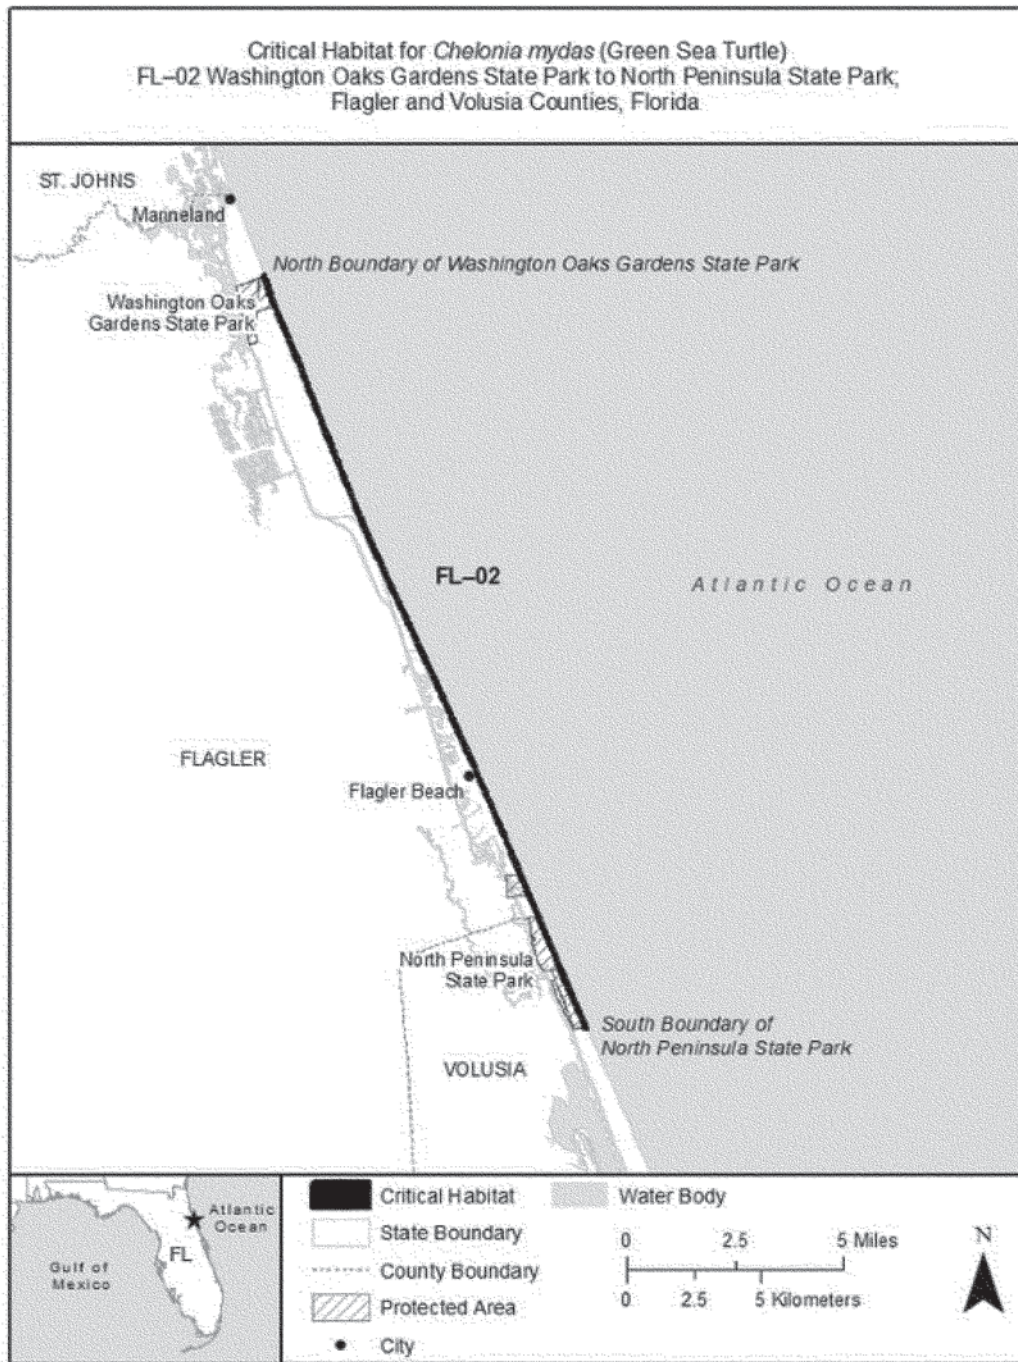 Critical Habitat for Chelonia mydas (Green Sea Turtle)
FL–02 Washington Oaks Gardens State Park to North Peninsula State Park;
Flagler and Volusia Counties, Florida
ST. JOHNS
Marineland
North Boundary of Washington Oaks Gardens State Park
Washington Oaks
Gardens State Park
FL–02
Atlantic Ocean
FLAGLER
Flagler Beach
North Peninsula
State Park
South Boundary of
North Peninsula State Park
VOLUSIA
Atlantic
Ocean
FL
Gulf of
Mexico
Critical Habitat
Water Body
State Boundary
County Boundary
Protected Area
City
0 2.5 5 Miles
0 2.5 5 Kilometers
N